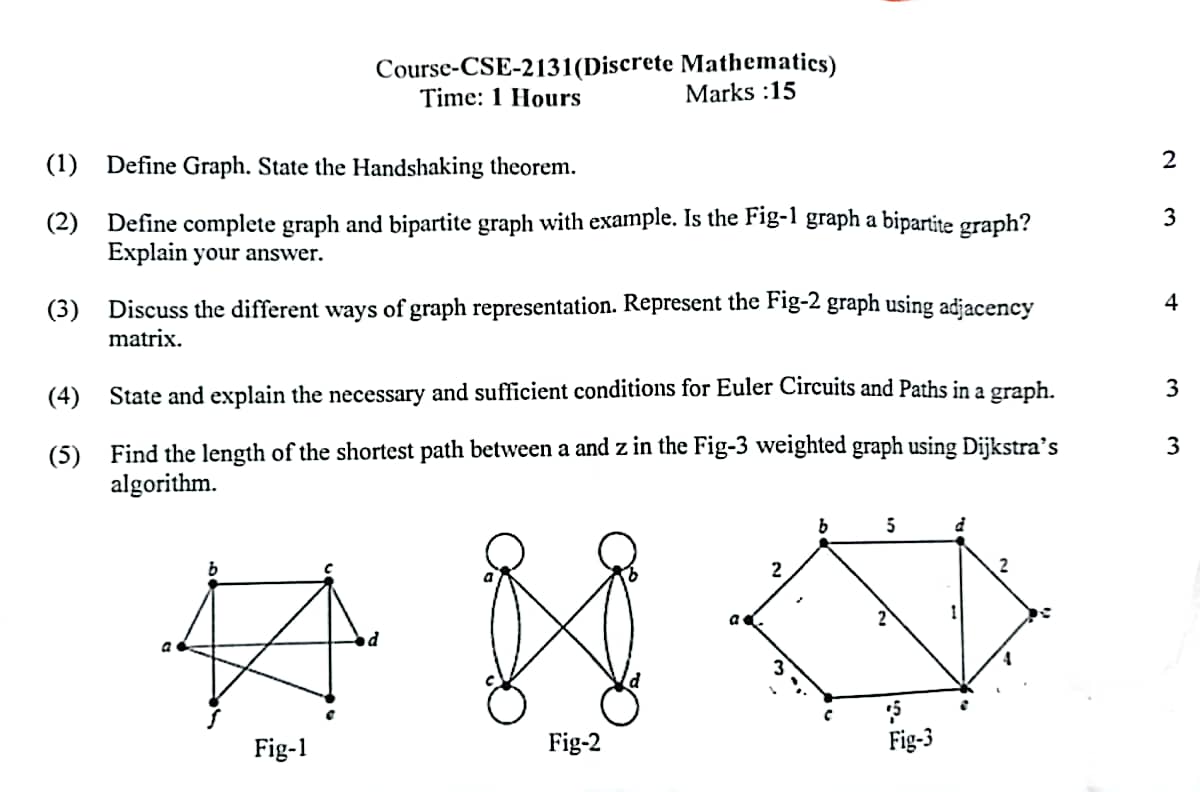 Course-CSE-2131(Discrete Mathematics)
Time: 1 Hours Marks :15
(1) Define Graph. State the Handshaking theorem. 2
(2) Define complete graph and bipartite graph with example. Is the Fig-1 graph a bipartite graph? 3
Explain your answer.
(3) Discuss the different ways of graph representation. Represent the Fig-2 graph using adjacency 4
matrix.
(4) State and explain the necessary and sufficient conditions for Euler Circuits and Paths in a graph. 3
(5) Find the length of the shortest path between a and z in the Fig-3 weighted graph using Dijkstra's 3
algorithm.
b c
a d
f e
Fig-1
a b
c d
Fig-2
b 5 d
2 2
a 2 1 z
3 4
c 5 e
Fig-3